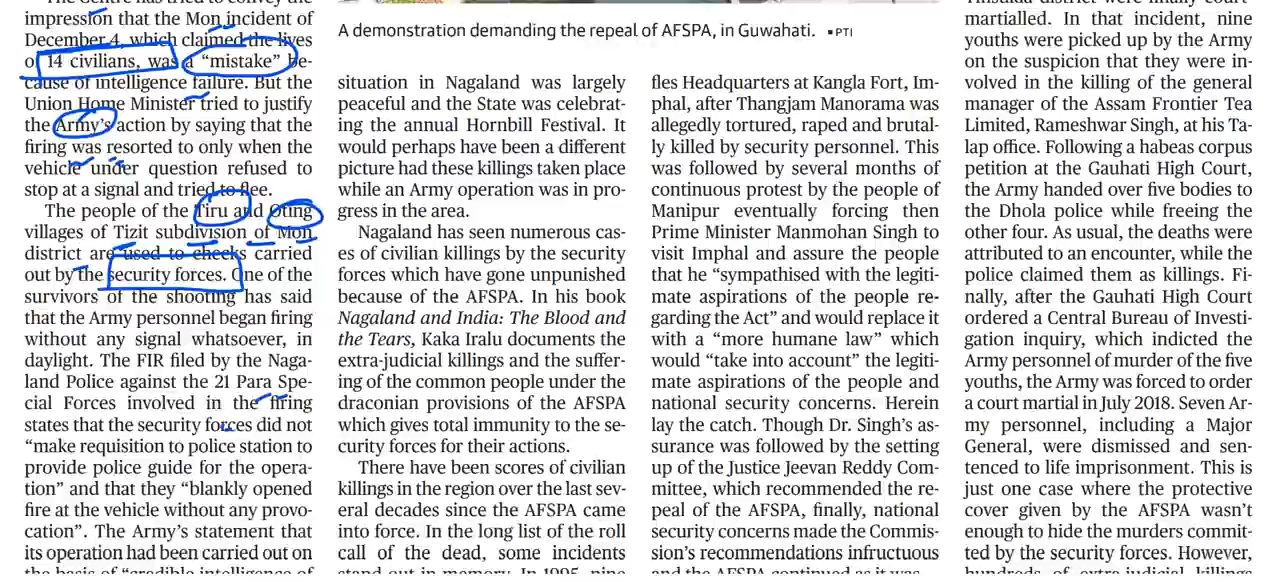 The Centre has tried to convey the
impression that the Mon incident of
December 4, which claimed the lives
of 14 civilians, was a “mistake” be-
cause of intelligence failure. But the
Union Home Minister tried to justify
the Army’s action by saying that the
firing was resorted to only when the
vehicle under question refused to
stop at a signal and tried to flee.
The people of the Tiru and Oting
villages of Tizit subdivision of Mon
district are used to checks carried
out by the security forces. One of the
survivors of the shooting has said
that the Army personnel began firing
without any signal whatsoever, in
daylight. The FIR filed by the Naga-
land Police against the 21 Para Spe-
cial Forces involved in the firing
states that the security forces did not
“make requisition to police station to
provide police guide for the opera-
tion” and that they “blankly opened
fire at the vehicle without any provo-
cation”. The Army’s statement that
its operation had been carried out on
the basis of “credible intelligence of
A demonstration demanding the repeal of AFSPA, in Guwahati. ▪PTI
situation in Nagaland was largely
peaceful and the State was celebrat-
ing the annual Hornbill Festival. It
would perhaps have been a different
picture had these killings taken place
while an Army operation was in pro-
gress in the area.
Nagaland has seen numerous cas-
es of civilian killings by the security
forces which have gone unpunished
because of the AFSPA. In his book
Nagaland and India: The Blood and
the Tears, Kaka Iralu documents the
extra-judicial killings and the suffer-
ing of the common people under the
draconian provisions of the AFSPA
which gives total immunity to the se-
curity forces for their actions.
There have been scores of civilian
killings in the region over the last sev-
eral decades since the AFSPA came
into force. In the long list of the roll
call of the dead, some incidents
stand out in memory. In 1995, nine
fles Headquarters at Kangla Fort, Im-
phal, after Thangjam Manorama was
allegedly tortured, raped and brutal-
ly killed by security personnel. This
was followed by several months of
continuous protest by the people of
Manipur eventually forcing then
Prime Minister Manmohan Singh to
visit Imphal and assure the people
that he “sympathised with the legiti-
mate aspirations of the people re-
garding the Act” and would replace it
with a “more humane law” which
would “take into account” the legiti-
mate aspirations of the people and
national security concerns. Herein
lay the catch. Though Dr. Singh’s as-
surance was followed by the setting
up of the Justice Jeevan Reddy Com-
mittee, which recommended the re-
peal of the AFSPA, finally, national
security concerns made the Commis-
sion’s recommendations infructuous
and the AFSPA continued as it was.
Tinsukia district were finally court-
martialled. In that incident, nine
youths were picked up by the Army
on the suspicion that they were in-
volved in the killing of the general
manager of the Assam Frontier Tea
Limited, Rameshwar Singh, at his Ta-
lap office. Following a habeas corpus
petition at the Gauhati High Court,
the Army handed over five bodies to
the Dhola police while freeing the
other four. As usual, the deaths were
attributed to an encounter, while the
police claimed them as killings. Fi-
nally, after the Gauhati High Court
ordered a Central Bureau of Investi-
gation inquiry, which indicted the
Army personnel of murder of the five
youths, the Army was forced to order
a court martial in July 2018. Seven Ar-
my personnel, including a Major
General, were dismissed and sen-
tenced to life imprisonment. This is
just one case where the protective
cover given by the AFSPA wasn’t
enough to hide the murders commit-
ted by the security forces. However,
hundreds of extra-judicial killings